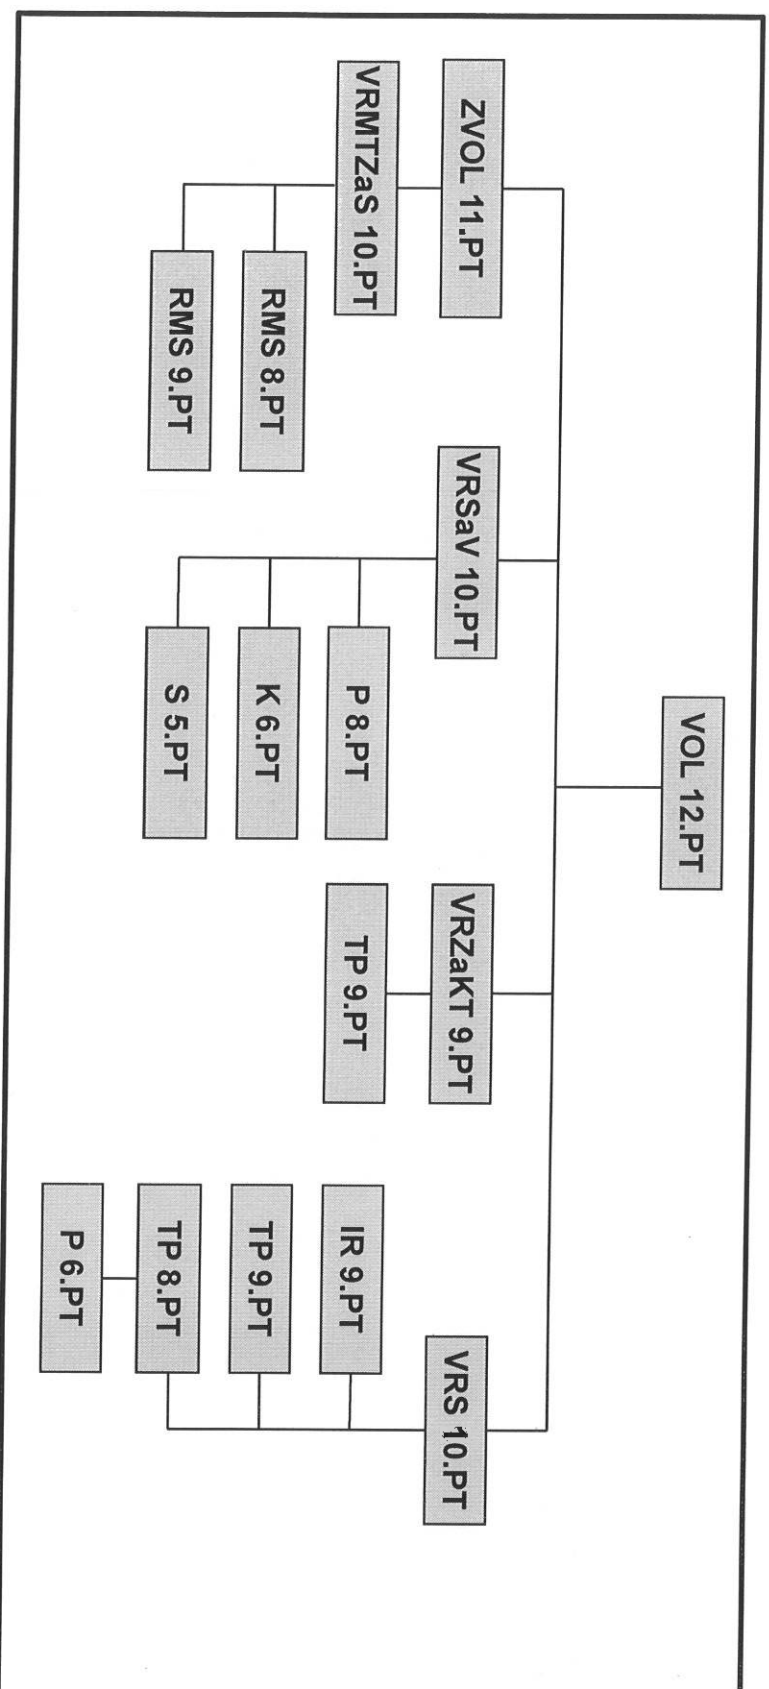 VOL 12.PT
ZVOL 11.PT
VRSaV 10.PT
VRZaKT 9.PT
VRS 10.PT
VRMTZaS 10.PT
P 8.PT
TP 9.PT
IR 9.PT
RMS 8.PT
K 6.PT
TP 9.PT
RMS 9.PT
S 5.PT
TP 8.PT
P 6.PT